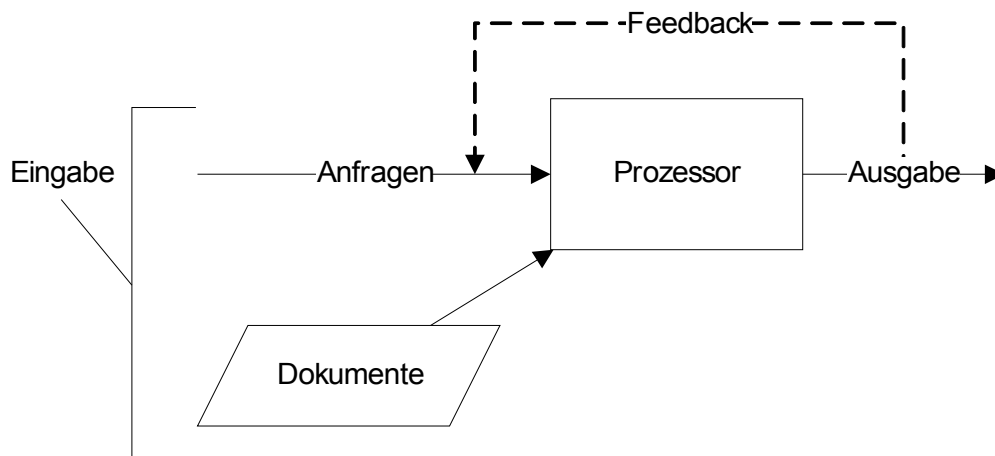 Feedback
Eingabe
Anfragen
Prozessor
Ausgabe
Dokumente